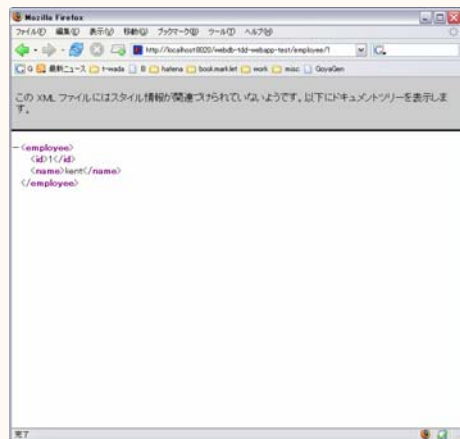 Mozilla Firefox
ファイル(F) 編集(E) 表示(V) 移動(G) ブックマーク(B) ツール(T) ヘルプ(H)
http://localhost:8020/webdb-tdd-webapp-test/employee/1
G 最新ニュース t-wada B hatena bookmarklet work misc GoyaGen
この XML ファイルにはスタイル情報が関連づけられていないようです。以下にドキュメントツリーを表示しま
す。
- <employee>
<id>1</id>
<name>kent</name>
</employee>
完了